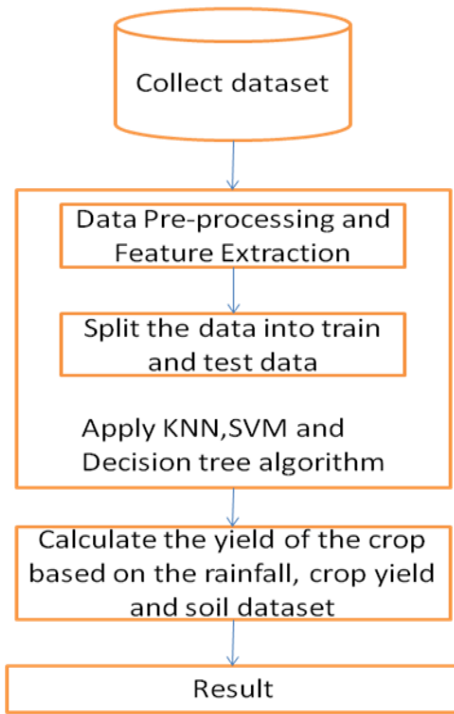 Collect dataset
Data Pre-processing and
Feature Extraction
Split the data into train
and test data
Apply KNN,SVM and
Decision tree algorithm
Calculate the yield of the crop
based on the rainfall, crop yield
and soil dataset
Result